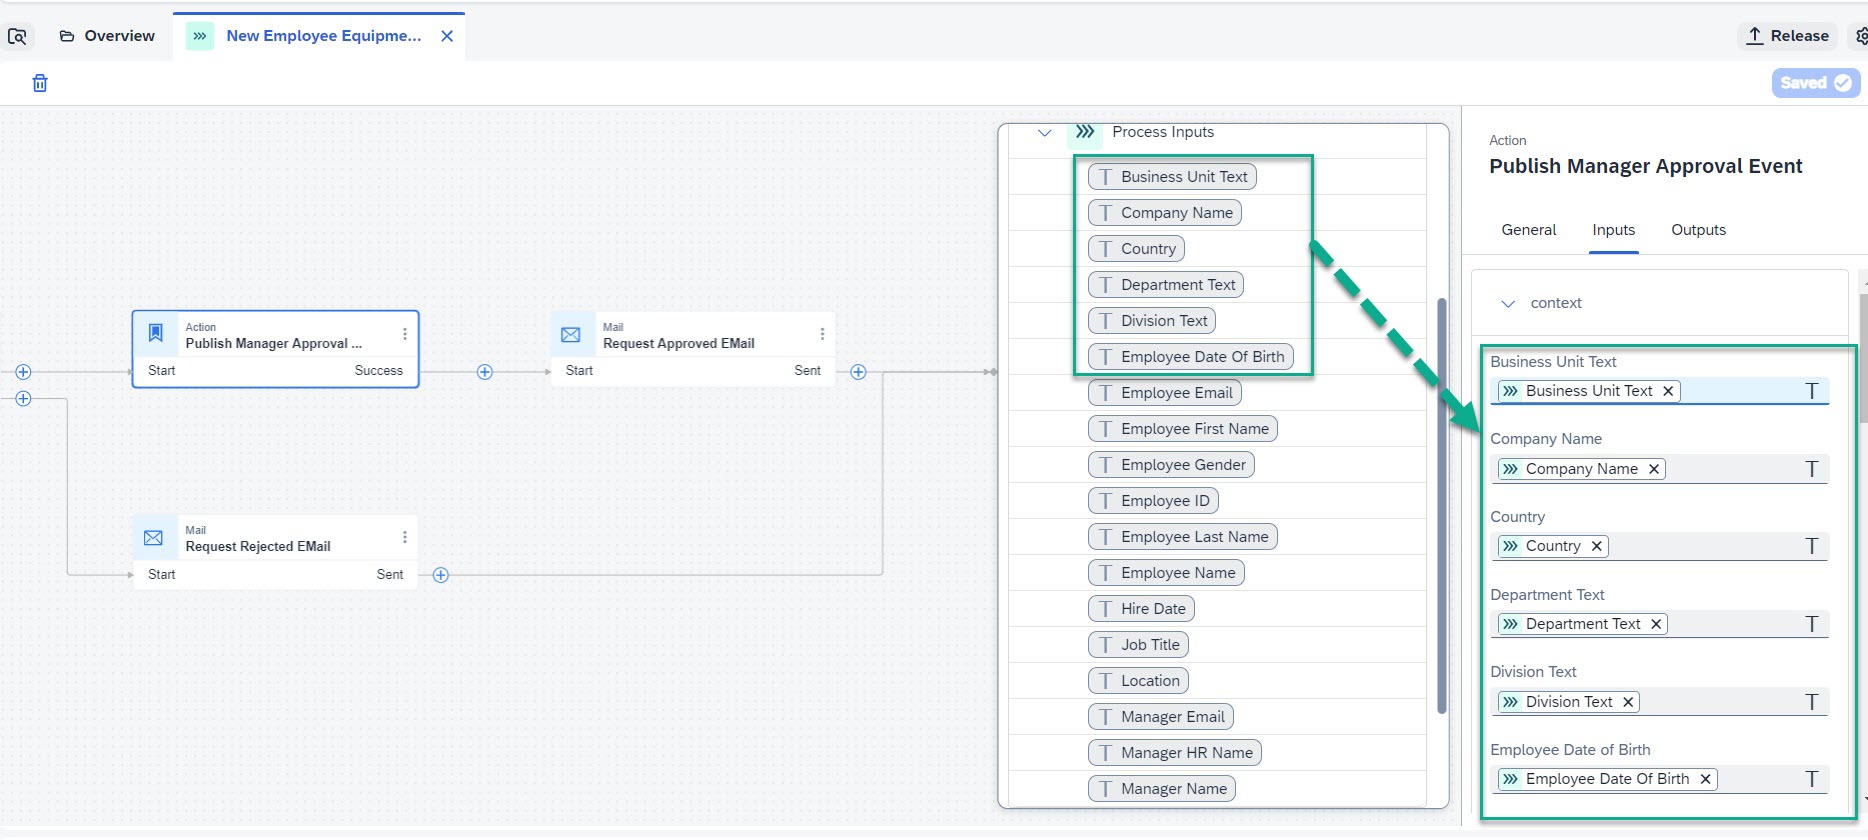 Overview
New Employee Equipme...
Release
Saved
Action
Publish Manager Approval ...
Start
Success
Mail
Request Approved EMail
Start
Sent
Mail
Request Rejected EMail
Start
Sent
Process Inputs
Business Unit Text
Company Name
Country
Department Text
Division Text
Employee Date Of Birth
Employee Email
Employee First Name
Employee Gender
Employee ID
Employee Last Name
Employee Name
Hire Date
Job Title
Location
Manager Email
Manager HR Name
Manager Name
Action
Publish Manager Approval Event
General
Inputs
Outputs
context
Business Unit Text
Business Unit Text
Company Name
Company Name
Country
Country
Department Text
Department Text
Division Text
Division Text
Employee Date of Birth
Employee Date Of Birth